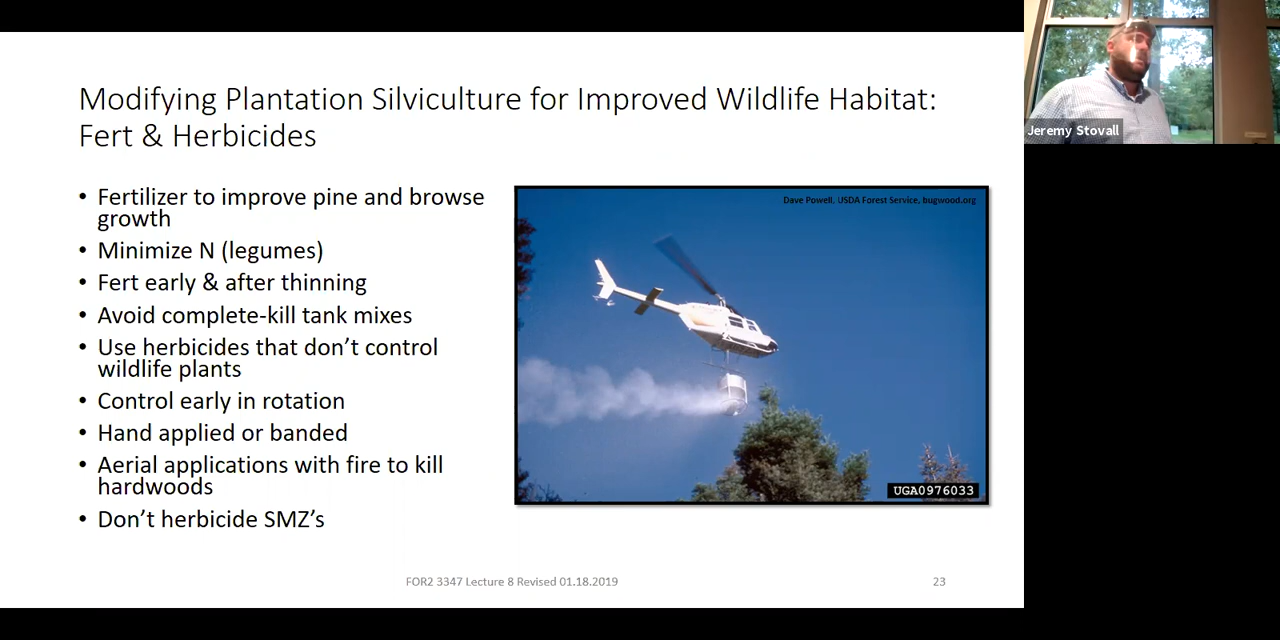 Modifying Plantation Silviculture for Improved Wildlife Habitat:
Fert & Herbicides
• Fertilizer to improve pine and browse
growth
• Minimize N (legumes)
• Fert early & after thinning
• Avoid complete-kill tank mixes
• Use herbicides that don’t control
wildlife plants
• Control early in rotation
• Hand applied or banded
• Aerial applications with fire to kill
hardwoods
• Don’t herbicide SMZ’s
Dave Powell, USDA Forest Service, bugwood.org
UGA0976033
FOR2 3347 Lecture 8 Revised 01.18.2019
23
Jeremy Stovall